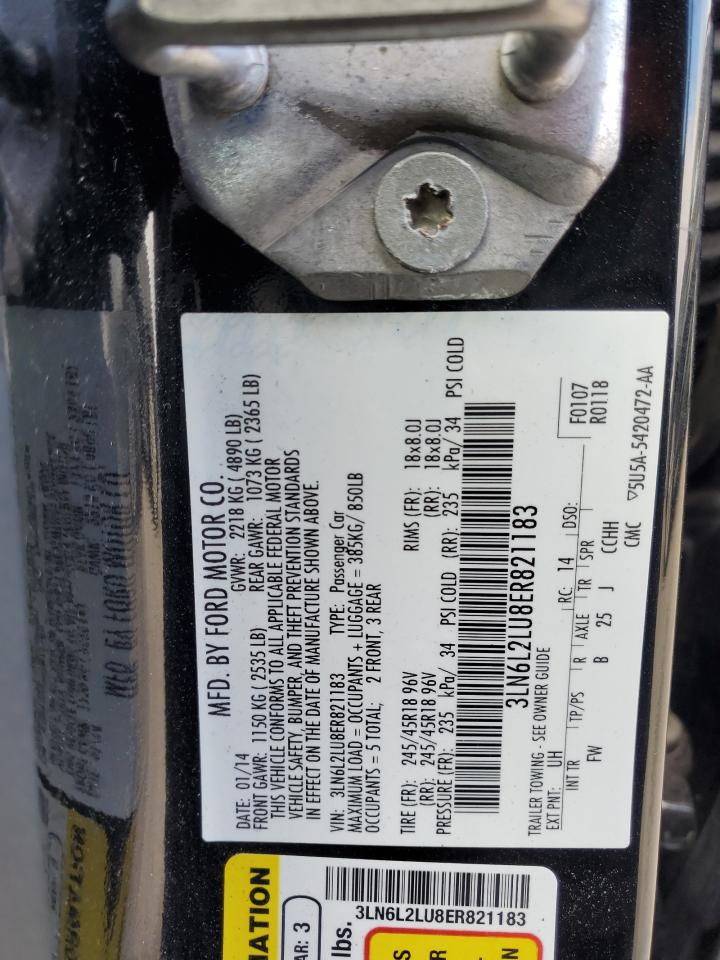 MFD. BY FORD MOTOR CO.
DATE: 01/14 GVWR: 2218 KG ( 4890 LB)
FRONT GAWR: 1150 KG ( 2535 LB) REAR GAWR: 1073 KG ( 2365 LB)
THIS VEHICLE CONFORMS TO ALL APPLICABLE FEDERAL MOTOR
VEHICLE SAFETY, BUMPER, AND THEFT PREVENTION STANDARDS
IN EFFECT ON THE DATE OF MANUFACTURE SHOWN ABOVE.
VIN: 3LN6L2LU8ER821183 TYPE: Passenger Car
MAXIMUM LOAD = OCCUPANTS + LUGGAGE = 385KG/ 850LB
OCCUPANTS = 5 TOTAL; 2 FRONT, 3 REAR
TIRE (FR): 245/45R18 96V RIMS (FR): 18x8.0J
(RR): 245/45R18 96V (RR): 18x8.0J
PRESSURE (FR): 235 kPa/ 34 PSI COLD (RR): 235 kPa/ 34 PSI COLD
3LN6L2LU8ER821183
TRAILER TOWING - SEE OWNER GUIDE
EXT PNT: UH RC: 14 DSO:
F0107
R0118
INT TR TP/PS R AXLE TR SPR
FW B 25 J CCHH
CMC
▽5U5A-5420472-AA
MATION
AR: 3
lbs.
3LN6L2LU8ER821183